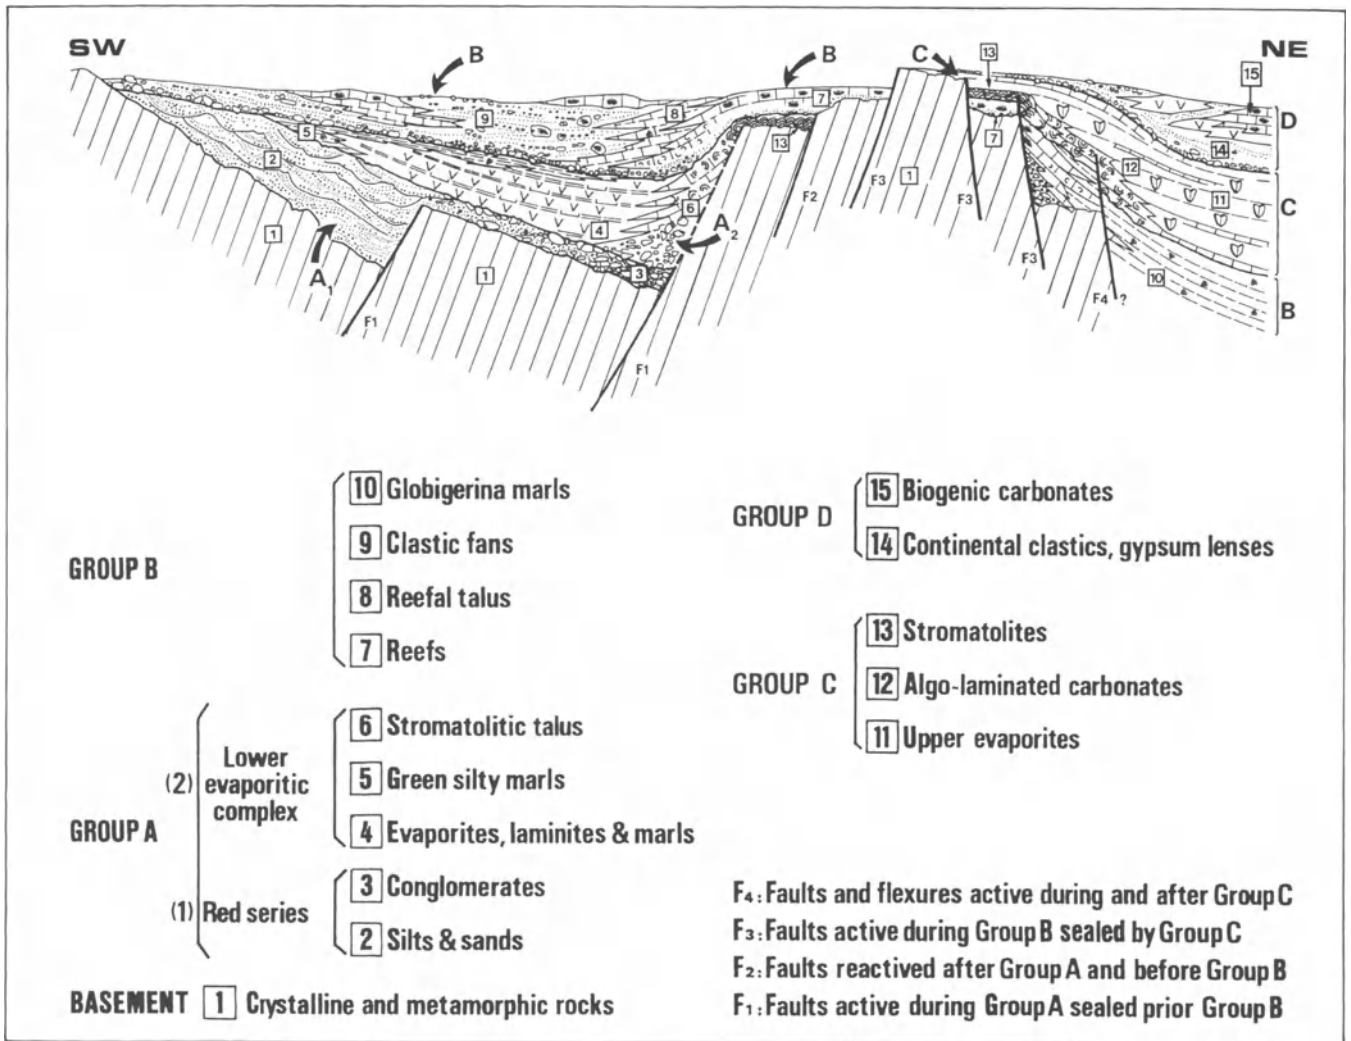 SW
NE
B
B
C
13
15
D
9
8
7
5
2
13
7
14
12
11
C
6
A2
F2
F3
1
F3
4
1
A1
3
1
F3
10
B
F1
F4 ?
F1
GROUP B
10 Globigerina marls
9 Clastic fans
8 Reefal talus
7 Reefs
GROUP A
(2) Lower
evaporitic
complex
6 Stromatolitic talus
5 Green silty marls
4 Evaporites, laminites & marls
(1) Red series
3 Conglomerates
2 Silts & sands
BASEMENT 1 Crystalline and metamorphic rocks
GROUP D
15 Biogenic carbonates
14 Continental clastics, gypsum lenses
GROUP C
13 Stromatolites
12 Algo-laminated carbonates
11 Upper evaporites
F4: Faults and flexures active during and after Group C
F3: Faults active during Group B sealed by Group C
F2: Faults reactived after Group A and before Group B
F1: Faults active during Group A sealed prior Group B